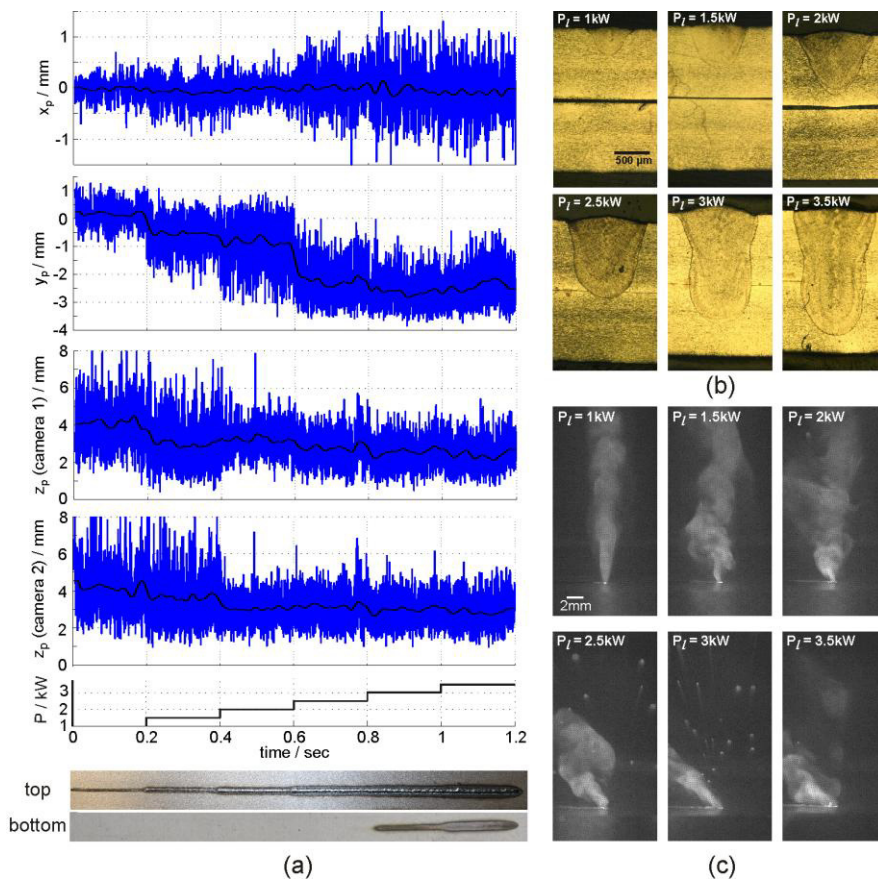 1
0
-1
x_p / mm
1
0
-1
-2
-3
-4
y_p / mm
8
6
4
2
0
z_p (camera 1) / mm
8
6
4
2
0
z_p (camera 2) / mm
3
2
1
P / kW
0 0.2 0.4 0.6 0.8 1 1.2
time / sec
top
bottom
(a)
P_l = 1kW P_l = 1.5kW P_l = 2kW
500 µm
P_l = 2.5kW P_l = 3kW P_l = 3.5kW
(b)
P_l = 1kW P_l = 1.5kW P_l = 2kW
2mm
P_l = 2.5kW P_l = 3kW P_l = 3.5kW
(c)